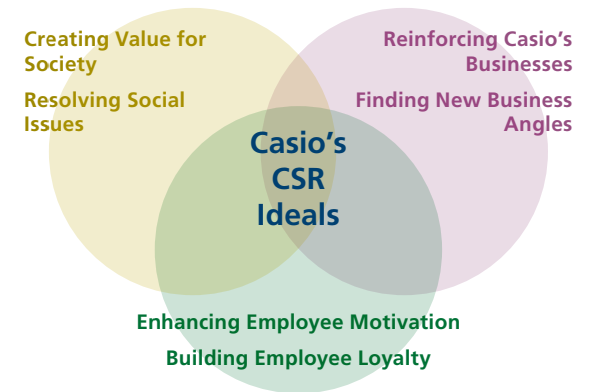 Creating Value for
Society
Resolving Social
Issues
Reinforcing Casio's
Businesses
Finding New Business
Angles
Casio's
CSR
Ideals
Enhancing Employee Motivation
Building Employee Loyalty